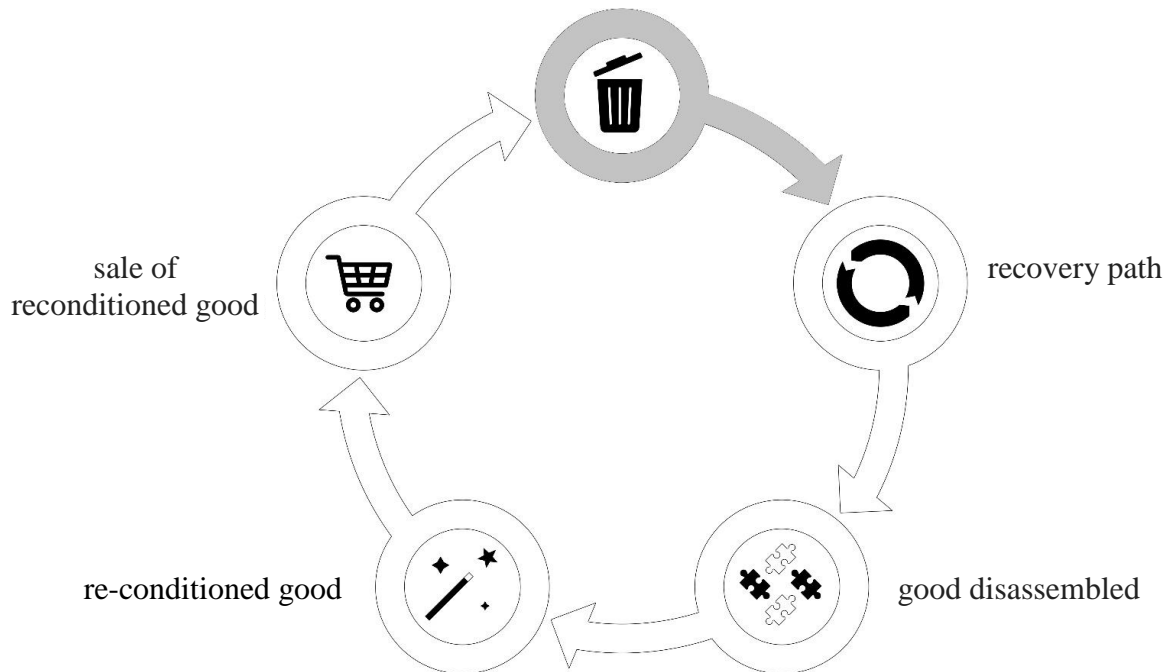 sale of
reconditioned good
recovery path
re-conditioned good
good disassembled